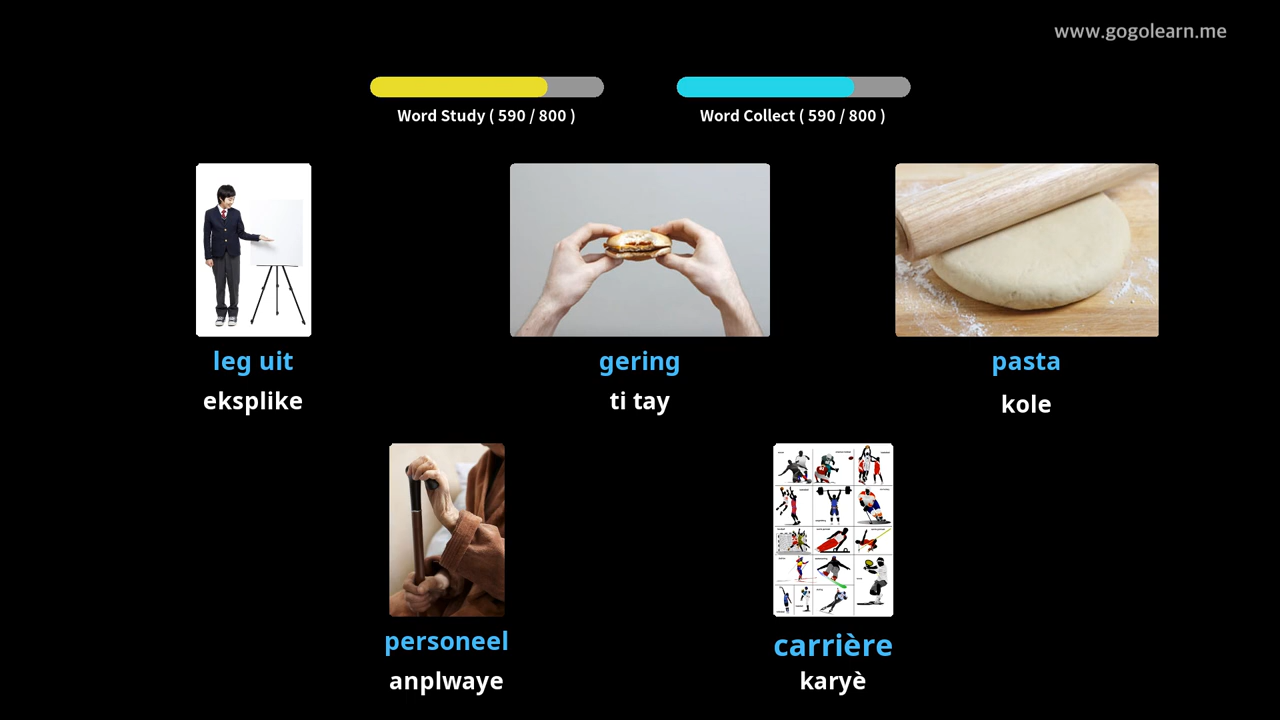 www.gogolearn.me
Word Study ( 590 / 800 )
Word Collect ( 590 / 800 )
leg uit
eksplike
gering
ti tay
pasta
kole
personeel
anplwaye
carrière
karyè